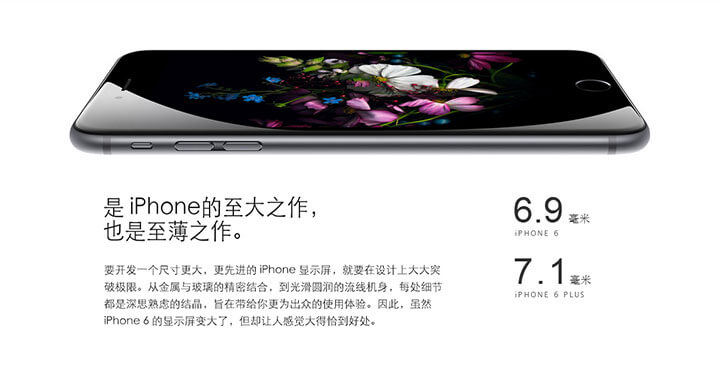 是 iPhone的至大之作，
也是至薄之作。
要开发一个尺寸更大，更先进的 iPhone 显示屏，就要在设计上大大突
破极限。从金属与玻璃的精密结合，到光滑圆润的流线机身，每处细节
都是深思熟虑的结晶，旨在带给你更为出众的使用体验。因此，虽然
iPhone 6 的显示屏变大了，但却让人感觉大得恰到好处。
6.9 毫米
iPHONE 6
7.1 毫米
iPHONE 6 PLUS